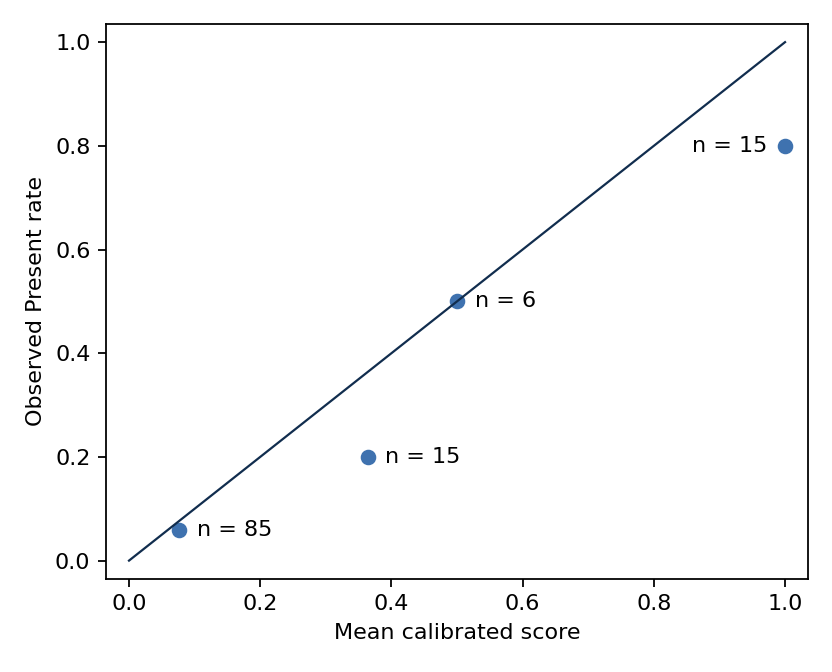 1.0
0.8
n = 15
0.6
n = 6
0.4
0.2
n = 15
n = 85
0.0
0.0 0.2 0.4 0.6 0.8 1.0
Mean calibrated score
Observed Present rate